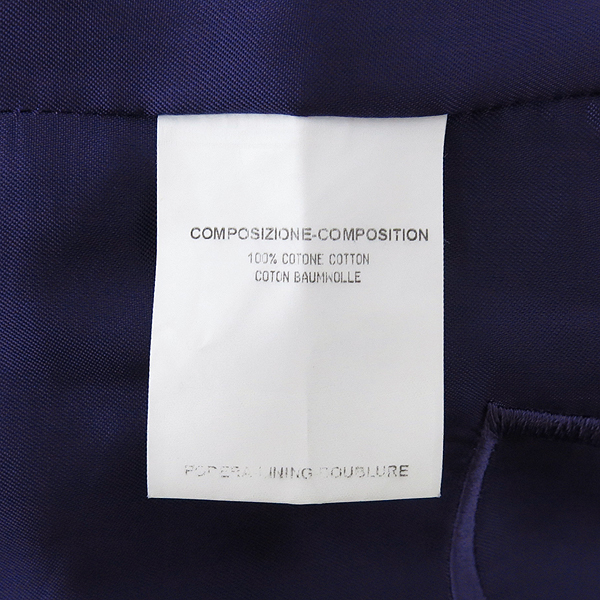 COMPOSIZIONE-COMPOSITION
100% COTONE COTTON
COTON BAUMWOLLE
FODERA LINING DOUBLURE